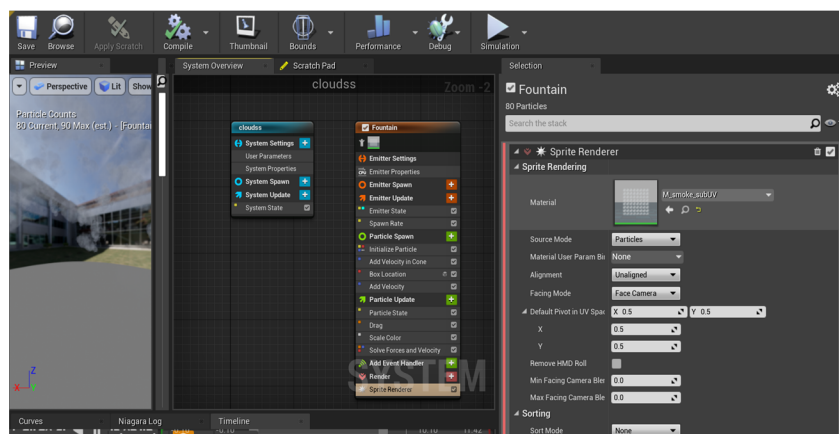 Save Browse Apply Scratch Compile Thumbnail Bounds Performance Debug Simulation
Preview
System Overview
Scratch Pad
Selection
Perspective Lit Show
Particle Counts
80 Current, 90 Max (est.) - [Fountai
cloudss
Zoom -2
cloudss
System Settings
User Parameters
System Properties
System Spawn
System Update
System State
Fountain
Emitter Settings
Emitter Properties
Emitter Spawn
Emitter Update
Emitter State
Spawn Rate
Particle Spawn
Initialize Particle
Add Velocity in Cone
Box Location
Add Velocity
Particle Update
Particle State
Drag
Scale Color
Solve Forces and Velocity
Add Event Handler
Render
Sprite Renderer
SYSTEM
Z
X Y
Fountain
80 Particles
Search the stack
Sprite Renderer
Sprite Rendering
Material M_smoke_subUV
Source Mode Particles
Material User Param Bin None
Alignment Unaligned
Facing Mode Face Camera
Default Pivot in UV Spac X 0.5 Y 0.5
X 0.5
Y 0.5
Remove HMD Roll
Min Facing Camera Bler 0.0
Max Facing Camera Ble 0.0
Sorting
Sort Mode None
Curves Niagara Log Timeline